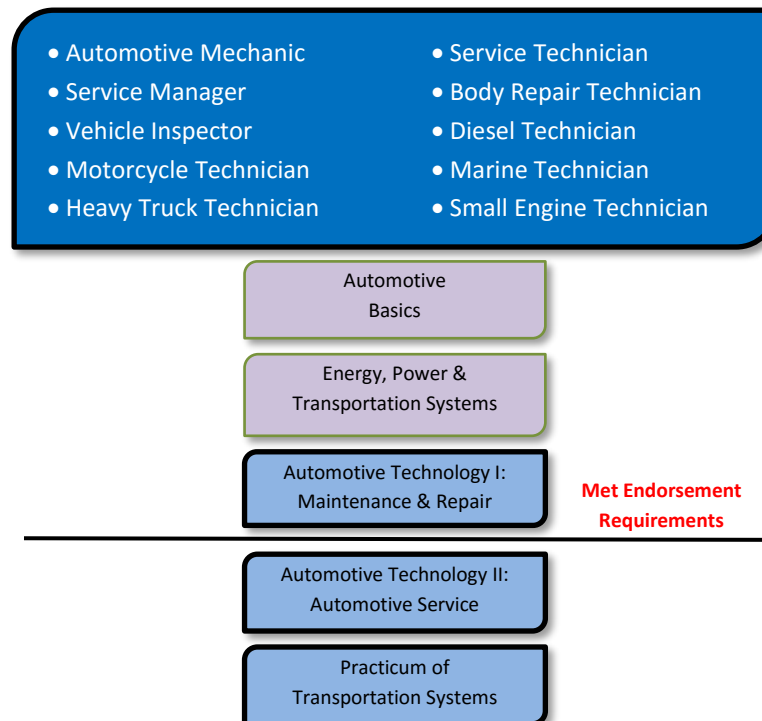 • Automotive Mechanic
• Service Manager
• Vehicle Inspector
• Motorcycle Technician
• Heavy Truck Technician
• Service Technician
• Body Repair Technician
• Diesel Technician
• Marine Technician
• Small Engine Technician
Automotive
Basics
Energy, Power &
Transportation Systems
Automotive Technology I:
Maintenance & Repair
Met Endorsement
Requirements
Automotive Technology II:
Automotive Service
Practicum of
Transportation Systems